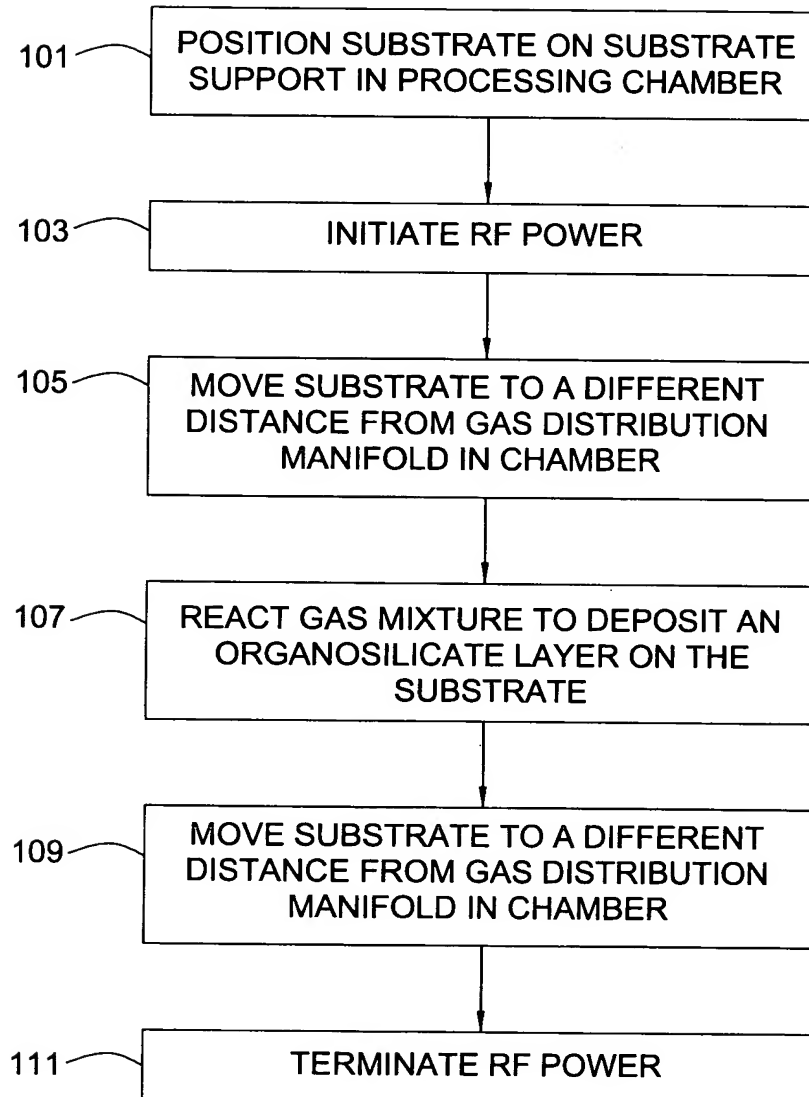 101
POSITION SUBSTRATE ON SUBSTRATE
SUPPORT IN PROCESSING CHAMBER
103
INITIATE RF POWER
105
MOVE SUBSTRATE TO A DIFFERENT
DISTANCE FROM GAS DISTRIBUTION
MANIFOLD IN CHAMBER
107
REACT GAS MIXTURE TO DEPOSIT AN
ORGANOSILICATE LAYER ON THE
SUBSTRATE
109
MOVE SUBSTRATE TO A DIFFERENT
DISTANCE FROM GAS DISTRIBUTION
MANIFOLD IN CHAMBER
111
TERMINATE RF POWER